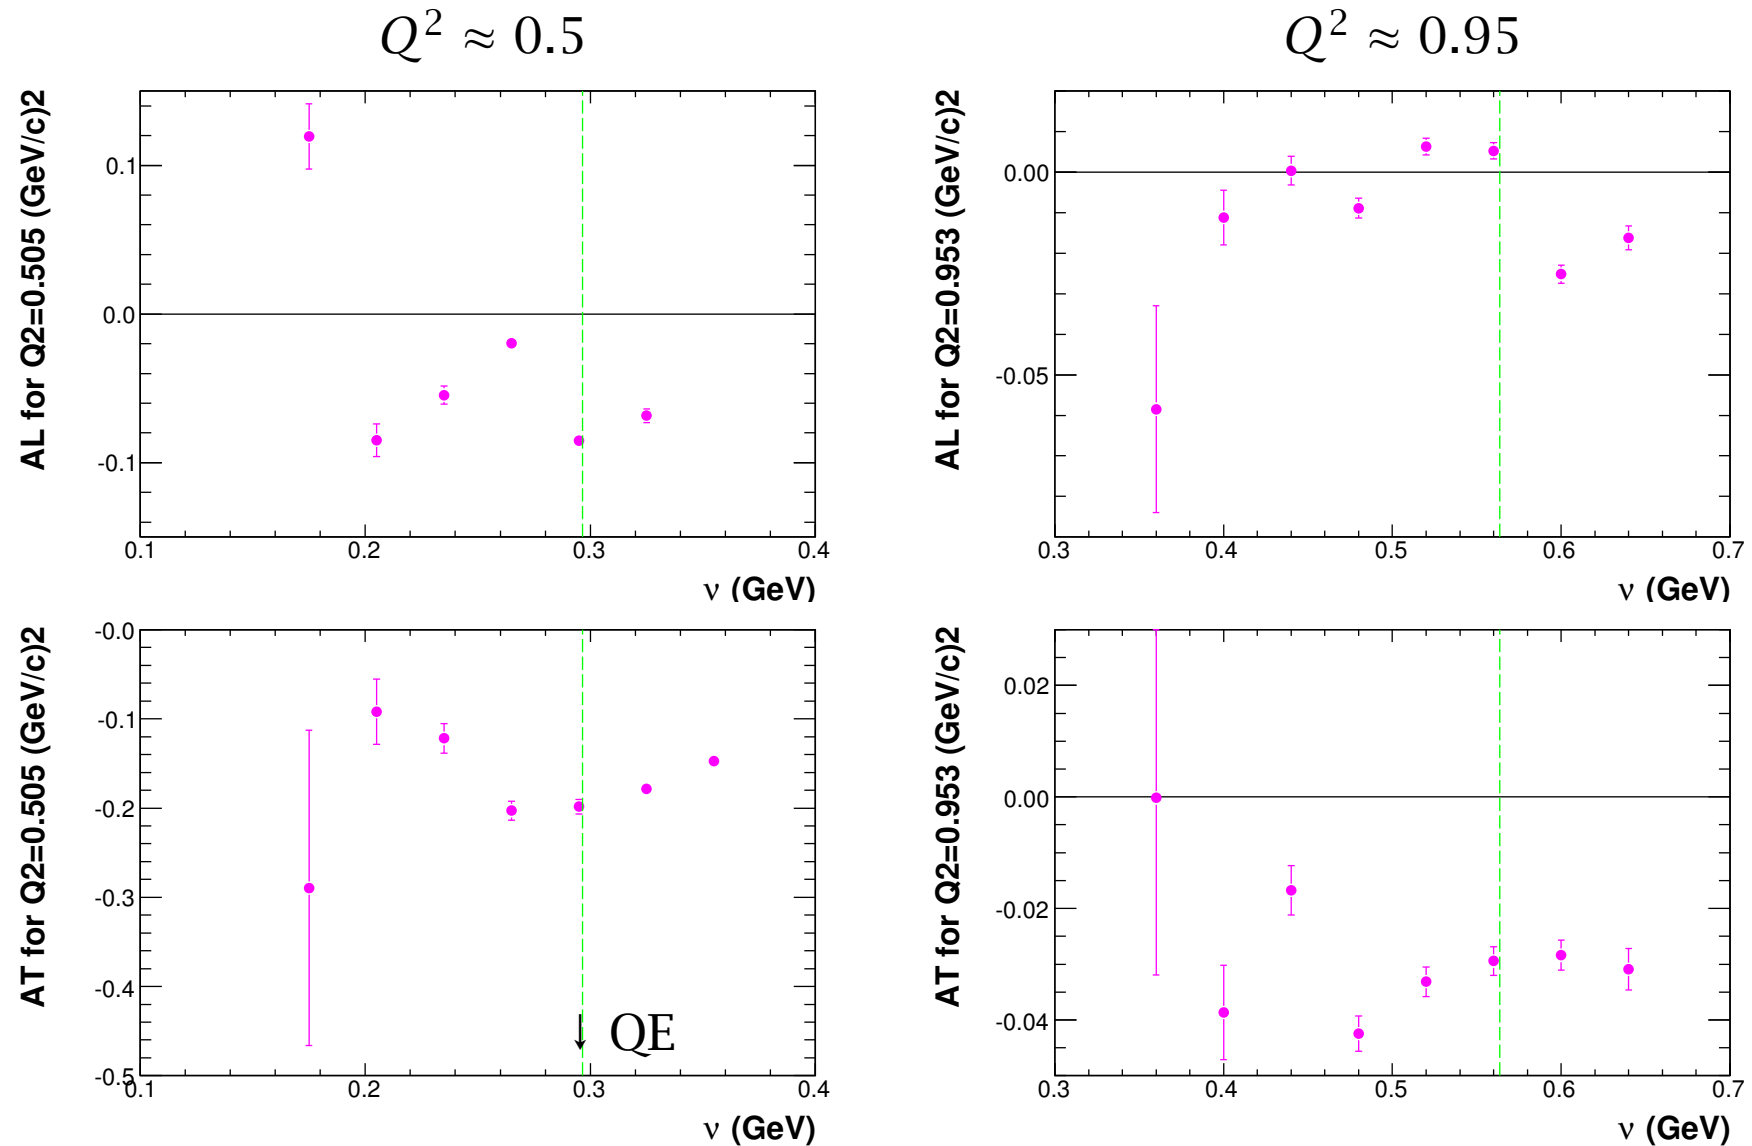 Q² ≈ 0.5
Q² ≈ 0.95
AL for Q2=0.505 (GeV/c)2
0.1
0.0
-0.1
0.1 0.2 0.3 0.4
ν (GeV)
AL for Q2=0.953 (GeV/c)2
0.00
-0.05
0.3 0.4 0.5 0.6 0.7
ν (GeV)
AT for Q2=0.505 (GeV/c)2
-0.0
-0.1
-0.2
-0.3
-0.4
-0.5
↓ QE
0.1 0.2 0.3 0.4
ν (GeV)
AT for Q2=0.953 (GeV/c)2
0.02
0.00
-0.02
-0.04
0.3 0.4 0.5 0.6 0.7
ν (GeV)